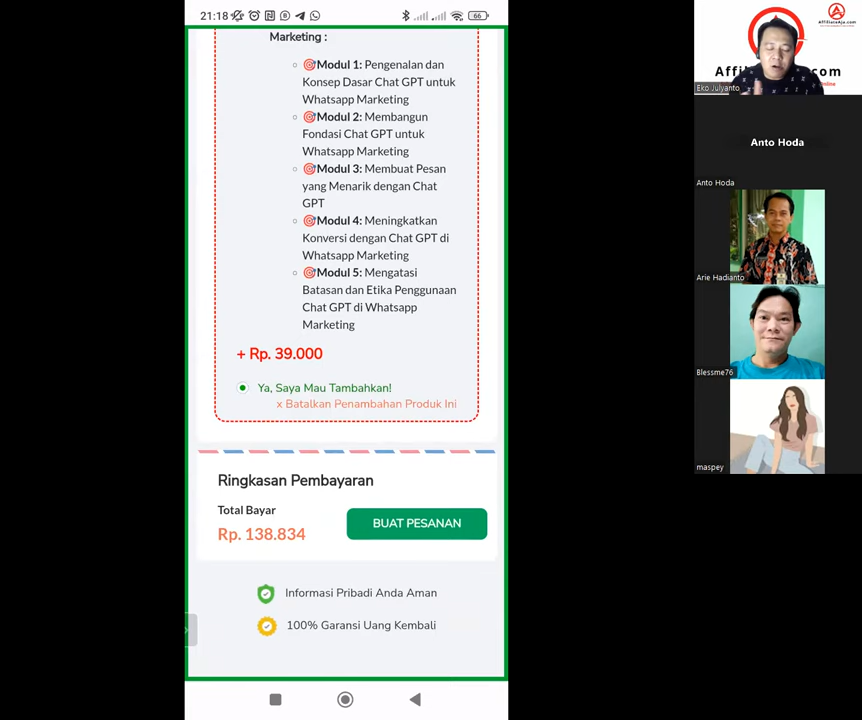 21:18
66
Marketing :
Modul 1: Pengenalan dan
Konsep Dasar Chat GPT untuk
Whatsapp Marketing
Modul 2: Membangun
Fondasi Chat GPT untuk
Whatsapp Marketing
Modul 3: Membuat Pesan
yang Menarik dengan Chat
GPT
Modul 4: Meningkatkan
Konversi dengan Chat GPT di
Whatsapp Marketing
Modul 5: Mengatasi
Batasan dan Etika Penggunaan
Chat GPT di Whatsapp
Marketing
+ Rp. 39.000
Ya, Saya Mau Tambahkan!
x Batalkan Penambahan Produk Ini
Ringkasan Pembayaran
Total Bayar
Rp. 138.834
BUAT PESANAN
Informasi Pribadi Anda Aman
100% Garansi Uang Kembali
AffiliateAja.com
Eko Julyanto
Anto Hoda
Anto Hoda
Arie Hadianto
Blessme76
maspey